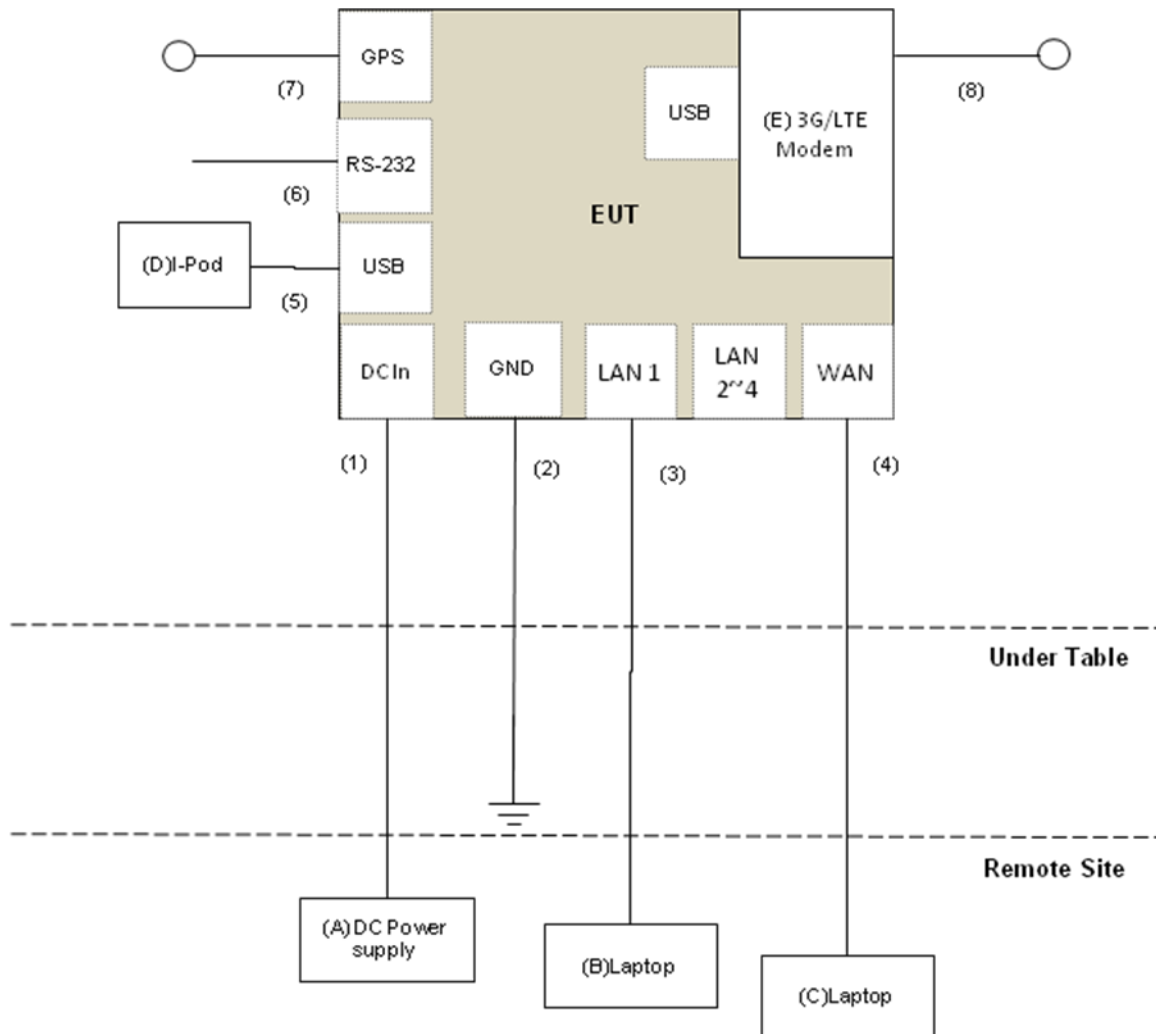 GPS
(7)
USB
(E) 3G/LTE
Modem
(8)
RS-232
(6)
EUT
(D)I-Pod
USB
(5)
DC In
GND
LAN 1
LAN
2~4
WAN
(1)
(2)
(3)
(4)
Under Table
Remote Site
(A)DC Power
supply
(B)Laptop
(C)Laptop